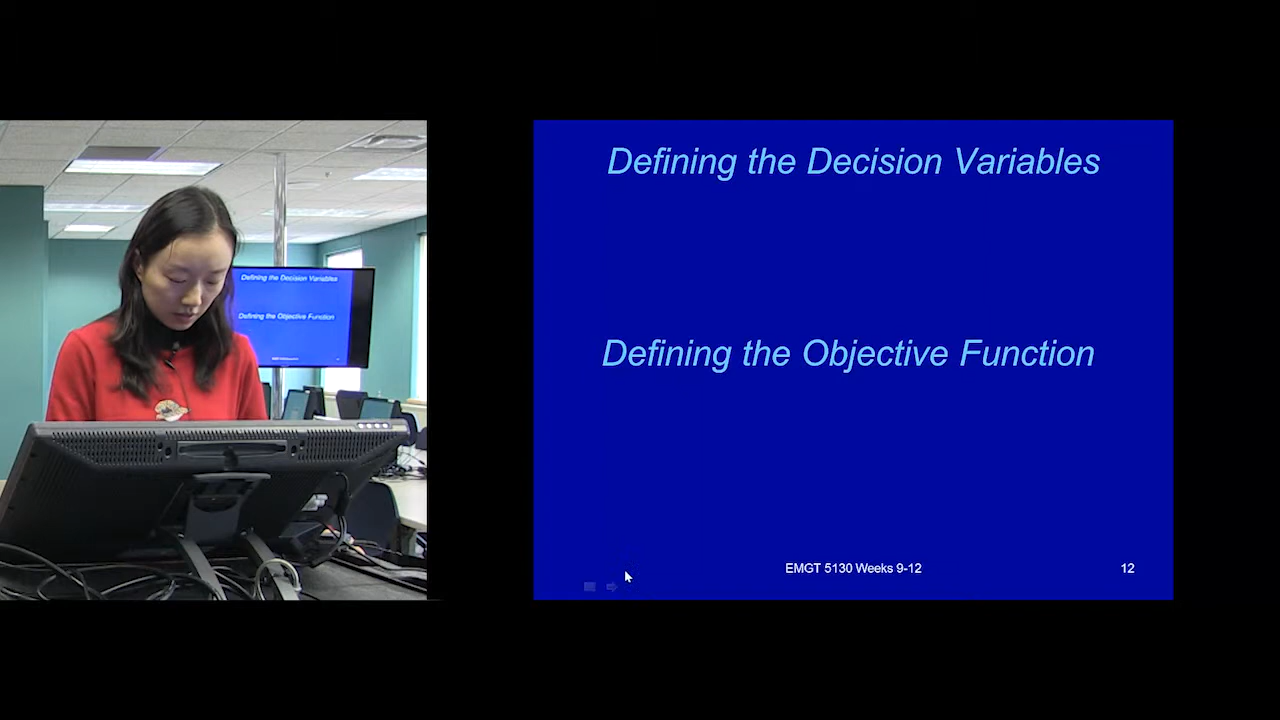 Defining the Decision Variables
Defining the Objective Function
EMGT 5130 Weeks 9-12
12
Defining the Decision Variables
Defining the Objective Function